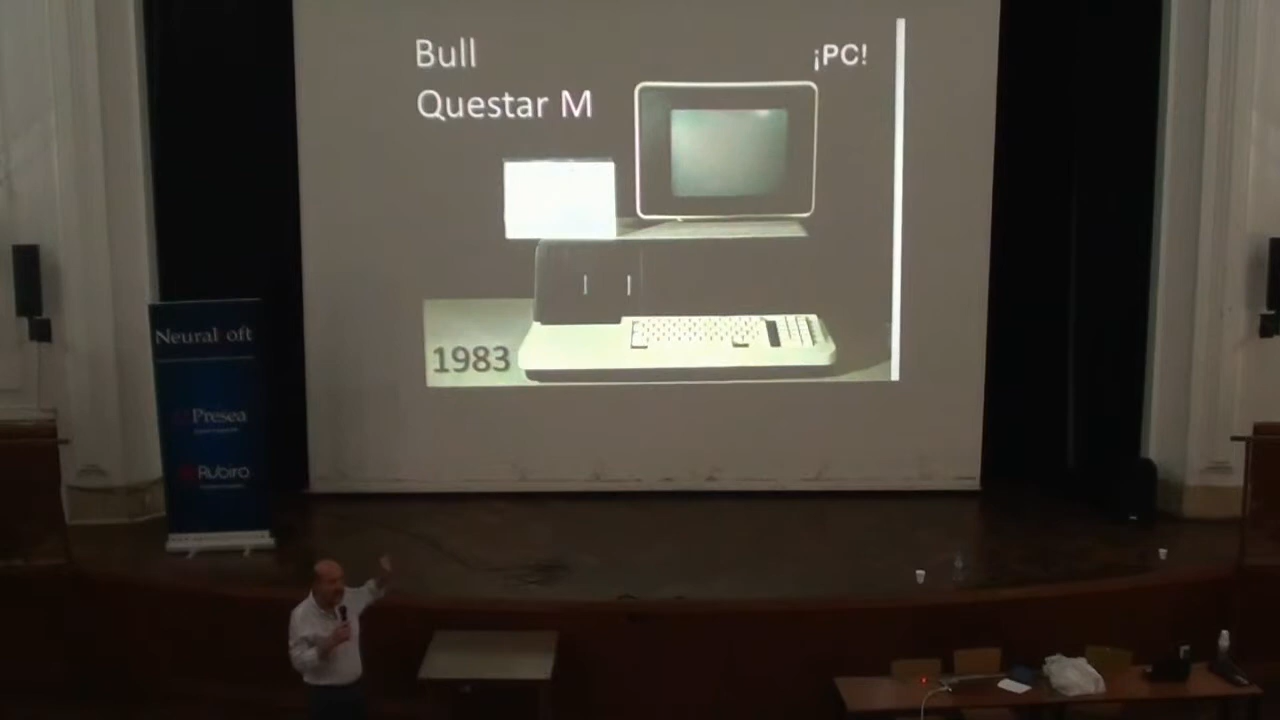 Bull
¡PC!
Questar M
1983
Neural oft
Presea
Rubiro